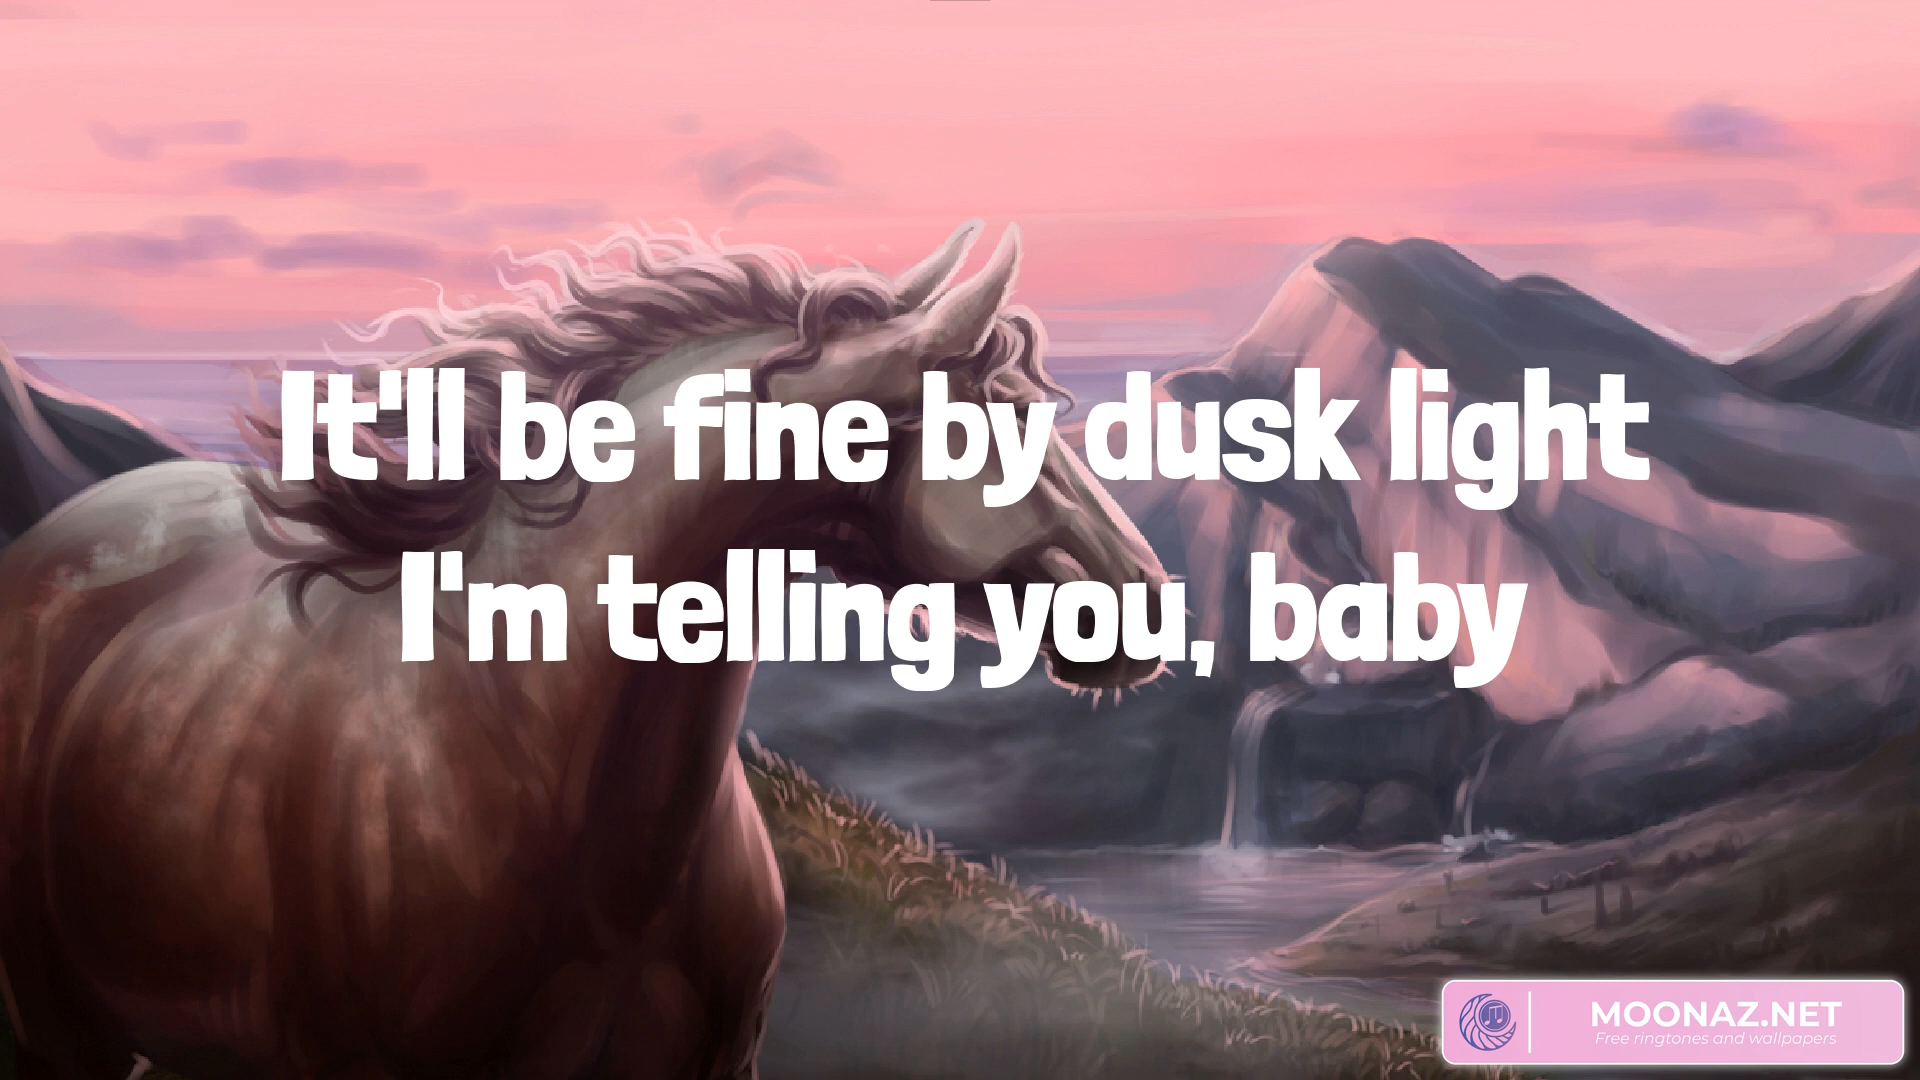 It'll be fine by dusk light
I'm telling you, baby
MOONAZ.NET
Free ringtones and wallpapers